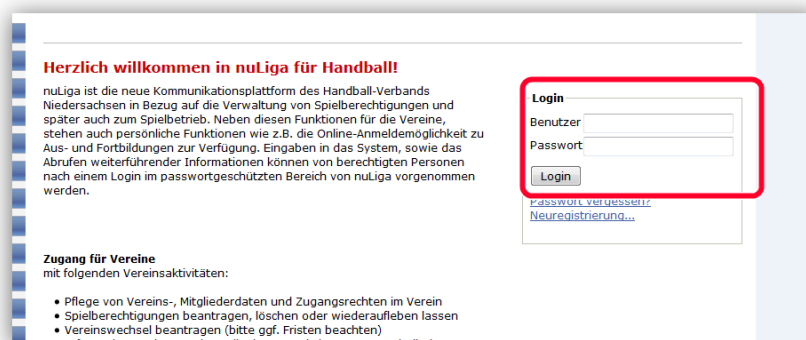 Herzlich willkommen in nuLiga für Handball!
nuLiga ist die neue Kommunikationsplattform des Handball-Verbands
Niedersachsen in Bezug auf die Verwaltung von Spielberechtigungen und
später auch zum Spielbetrieb. Neben diesen Funktionen für die Vereine,
stehen auch persönliche Funktionen wie z.B. die Online-Anmeldemöglichkeit zu
Aus- und Fortbildungen zur Verfügung. Eingaben in das System, sowie das
Abrufen weiterführender Informationen können von berechtigten Personen
nach einem Login im passwortgeschützten Bereich von nuLiga vorgenommen
werden.
Login
Benutzer
Passwort
Login
Passwort vergessen?
Neuregistrierung...
Zugang für Vereine
mit folgenden Vereinsaktivitäten:
• Pflege von Vereins-, Mitgliederdaten und Zugangsrechten im Verein
• Spielberechtigungen beantragen, löschen oder wiederaufleben lassen
• Vereinswechsel beantragen (bitte ggf. Fristen beachten)